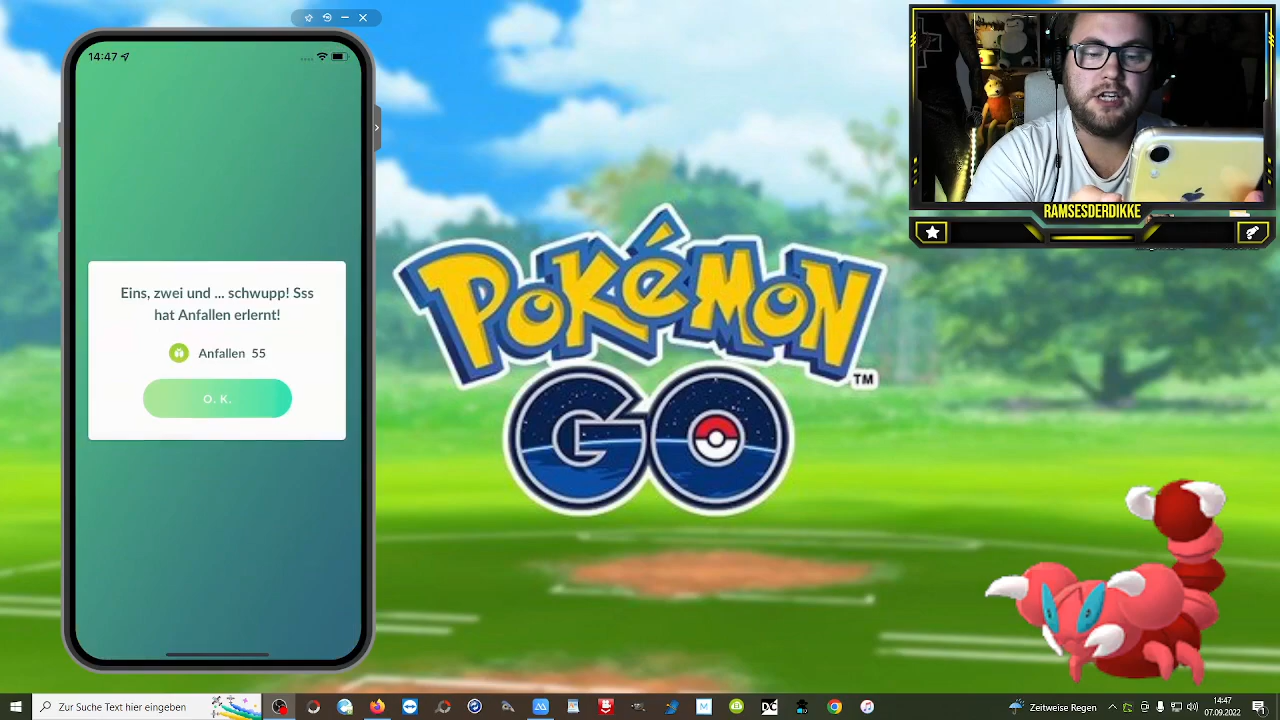 14:47
Eins, zwei und ... schwupp! Sss
hat Anfallen erlernt!
Anfallen 55
O. K.
POKéMON
TM
GO
RAMSESDERDIKKE
Zur Suche Text hier eingeben
M
DC
Zeitweise Regen
14:47
07.09.2022